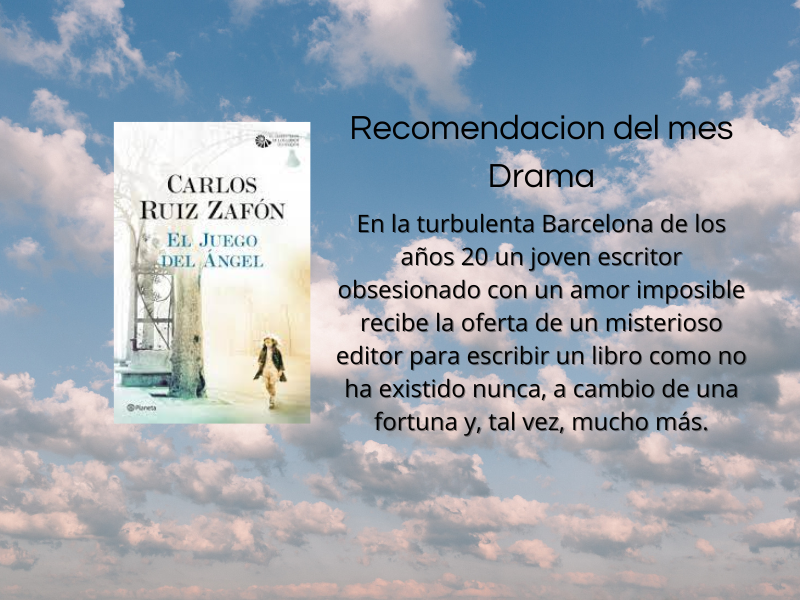 Recomendacion del mes
Drama
CARLOS
RUIZ ZAFÓN
EL JUEGO
DEL ÁNGEL
Planeta
En la turbulenta Barcelona de los
años 20 un joven escritor
obsesionado con un amor imposible
recibe la oferta de un misterioso
editor para escribir un libro como no
ha existido nunca, a cambio de una
fortuna y, tal vez, mucho más.